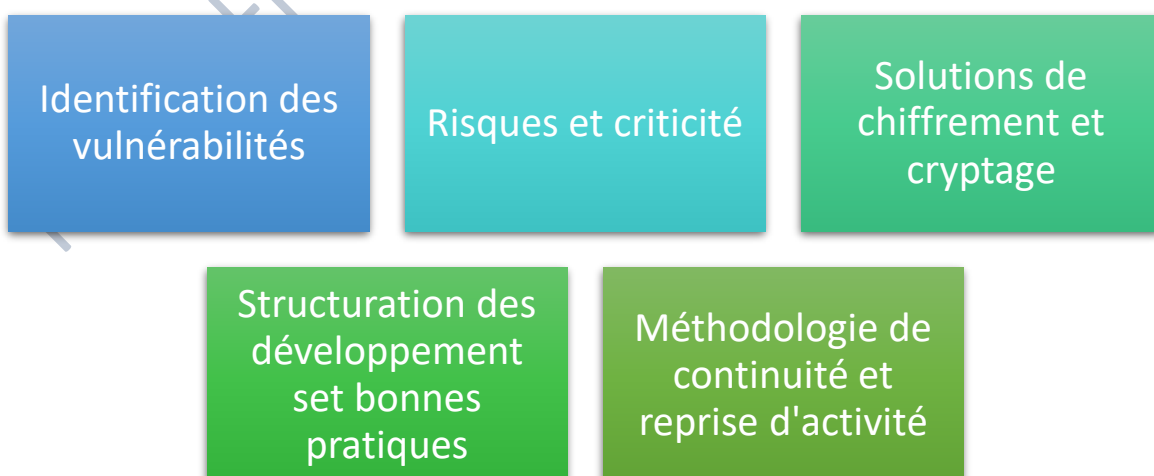 Identification des
vulnérabilités
Risques et criticité
Solutions de
chiffrement et
cryptage
Structuration des
développement
set bonnes
pratiques
Méthodologie de
continuité et
reprise d'activité